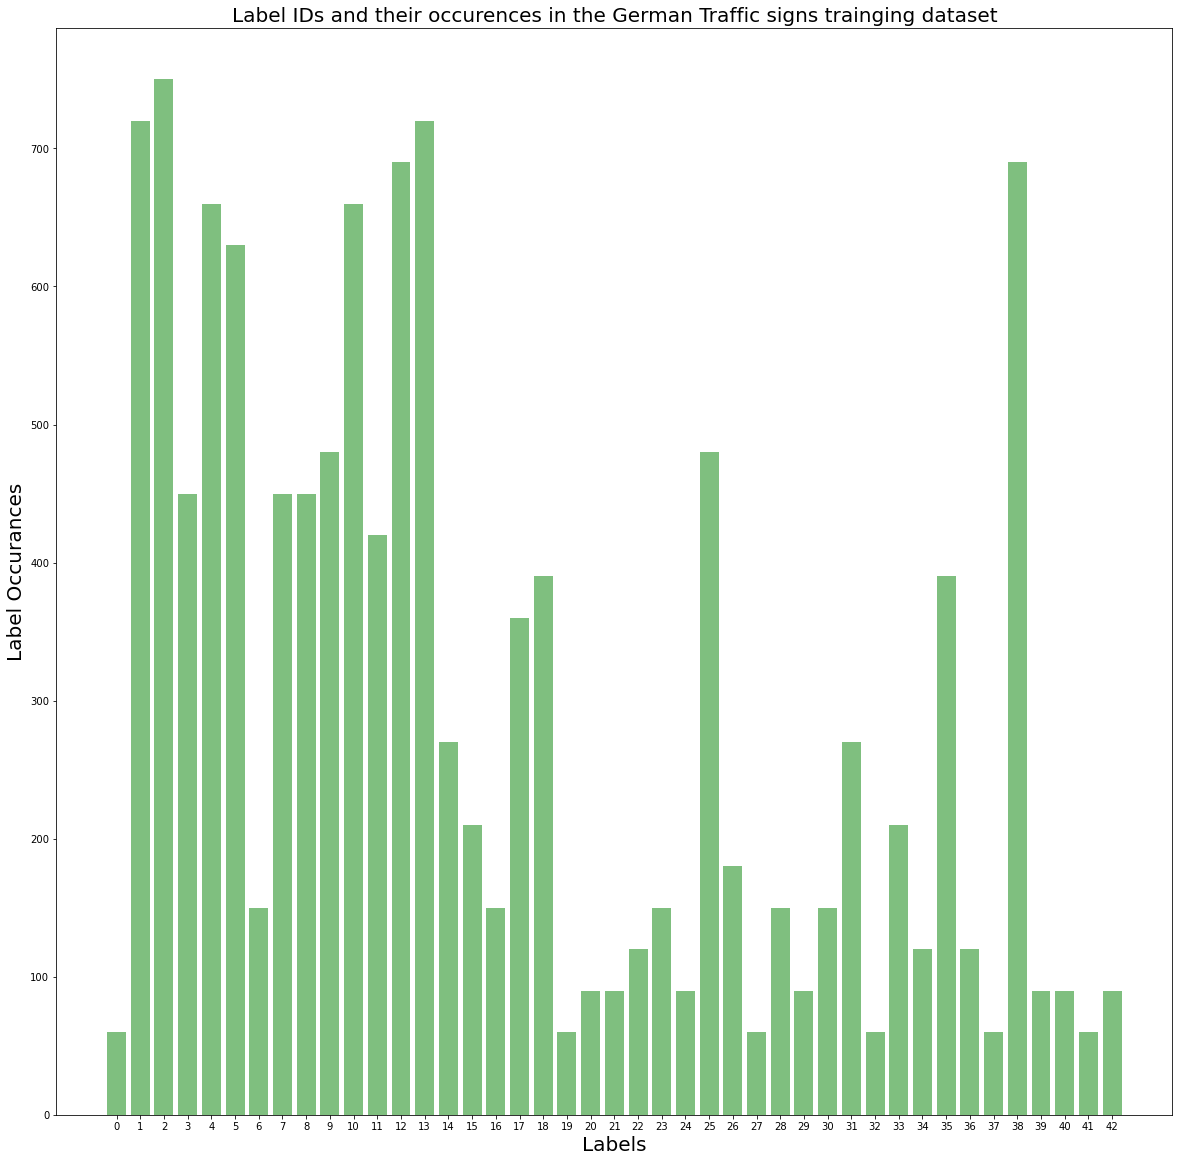 Label IDs and their occurences in the German Traffic signs trainging dataset
Label Occurances
700
600
500
400
300
200
100
0
0 1 2 3 4 5 6 7 8 9 10 11 12 13 14 15 16 17 18 19 20 21 22 23 24 25 26 27 28 29 30 31 32 33 34 35 36 37 38 39 40 41 42
Labels